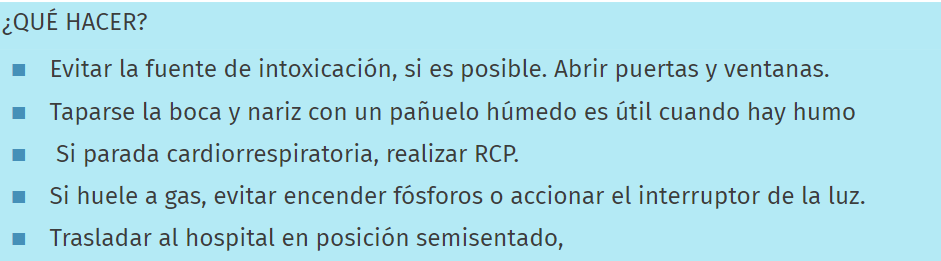 ¿QUÉ HACER?
Evitar la fuente de intoxicación, si es posible. Abrir puertas y ventanas.
Taparse la boca y nariz con un pañuelo húmedo es útil cuando hay humo
Si parada cardiorrespiratoria, realizar RCP.
Si huele a gas, evitar encender fósforos o accionar el interruptor de la luz.
Trasladar al hospital en posición semisentado,